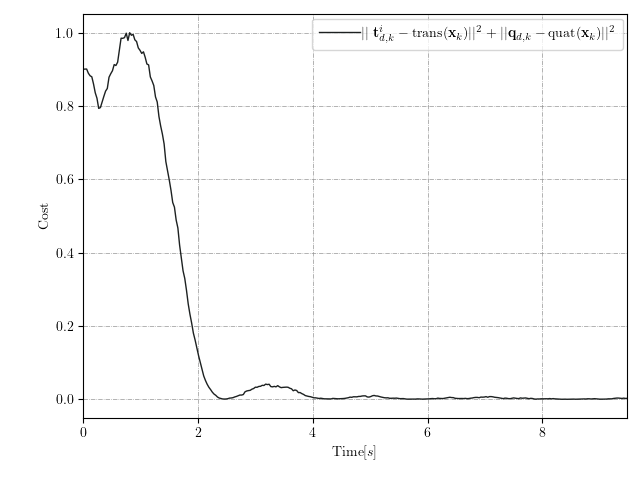 || t^i_{d,k} − trans(x_k)||² + ||q_{d,k} − quat(x_k)||²
1.0
0.8
0.6
0.4
0.2
0.0
Cost
0 2 4 6 8
Time[s]